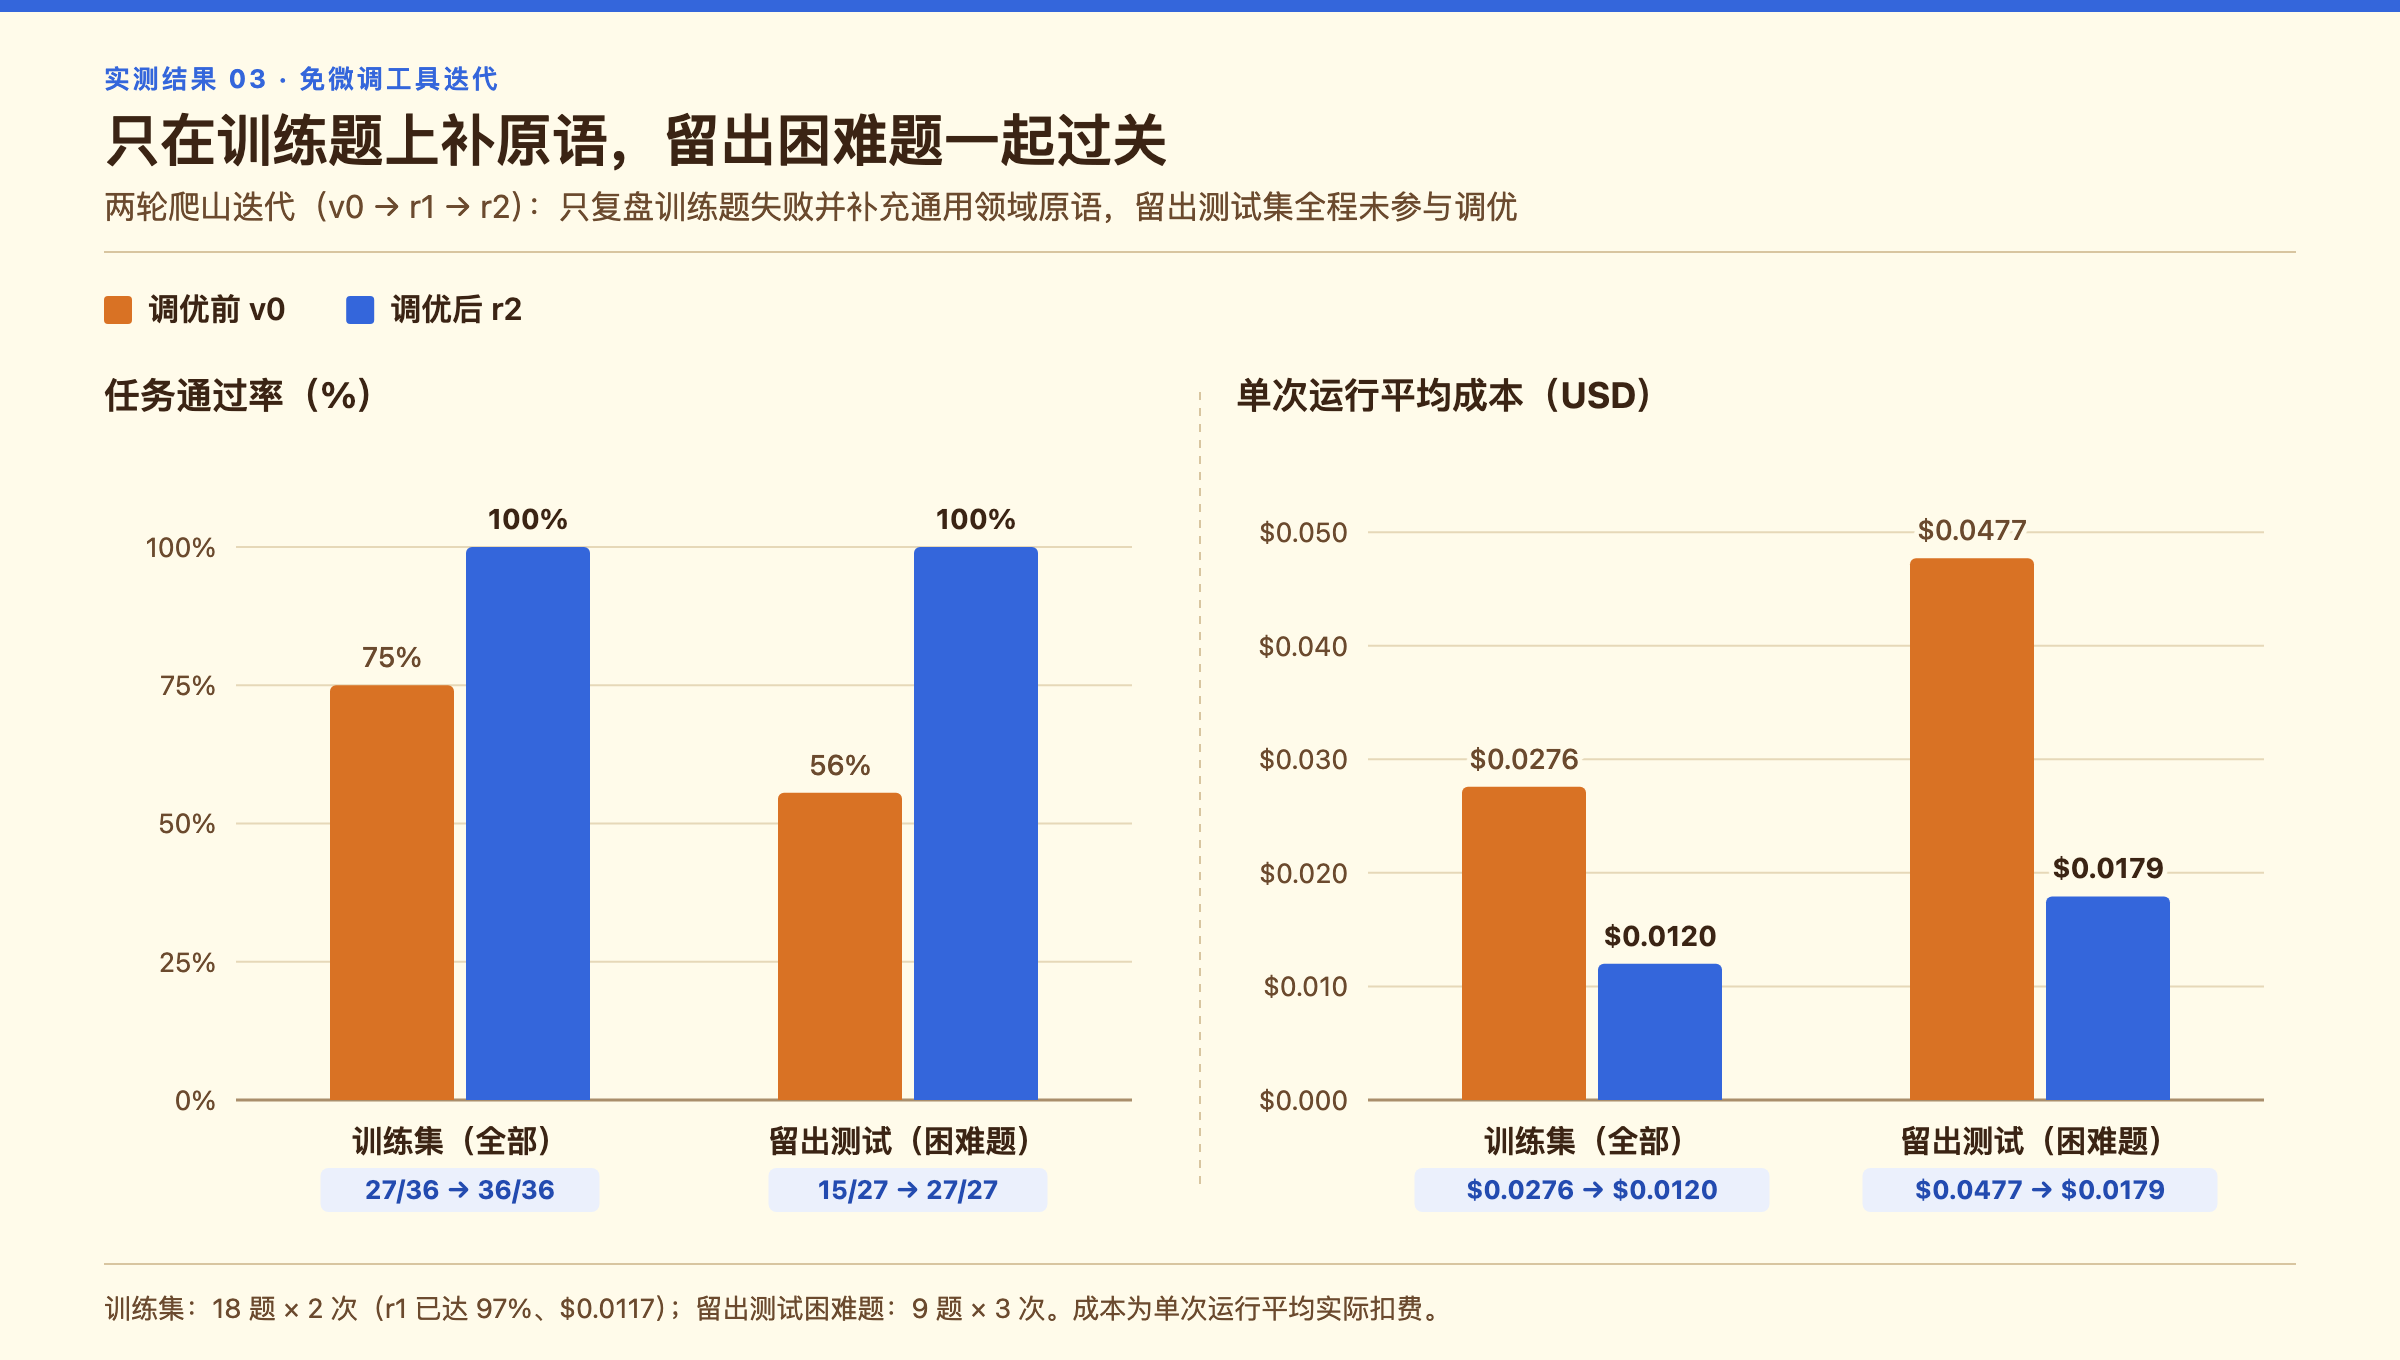 实测结果 03 · 免微调工具迭代
只在训练题上补原语，留出困难题一起过关
两轮爬山迭代（v0 → r1 → r2）：只复盘训练题失败并补充通用领域原语，留出测试集全程未参与调优
调优前 v0
调优后 r2
任务通过率（%）
100%
75%
50%
25%
0%
75%
100%
56%
100%
训练集（全部）
27/36 → 36/36
留出测试（困难题）
15/27 → 27/27
单次运行平均成本（USD）
$0.050
$0.040
$0.030
$0.020
$0.010
$0.000
$0.0276
$0.0120
$0.0477
$0.0179
训练集（全部）
$0.0276 → $0.0120
留出测试（困难题）
$0.0477 → $0.0179
训练集：18 题 × 2 次（r1 已达 97%、$0.0117）；留出测试困难题：9 题 × 3 次。成本为单次运行平均实际扣费。